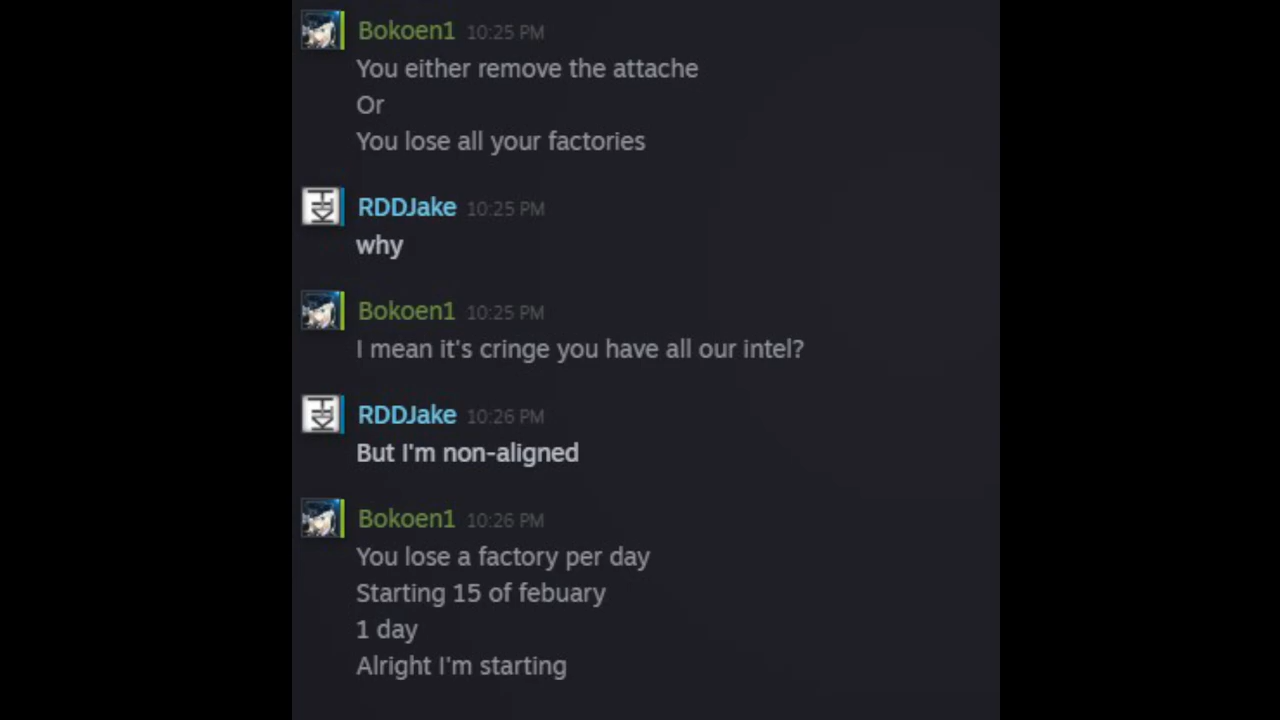 Bokoen1 10:25 PM
You either remove the attache
Or
You lose all your factories
RDDJake 10:25 PM
why
Bokoen1 10:25 PM
I mean it's cringe you have all our intel?
RDDJake 10:26 PM
But I'm non-aligned
Bokoen1 10:26 PM
You lose a factory per day
Starting 15 of febuary
1 day
Alright I'm starting